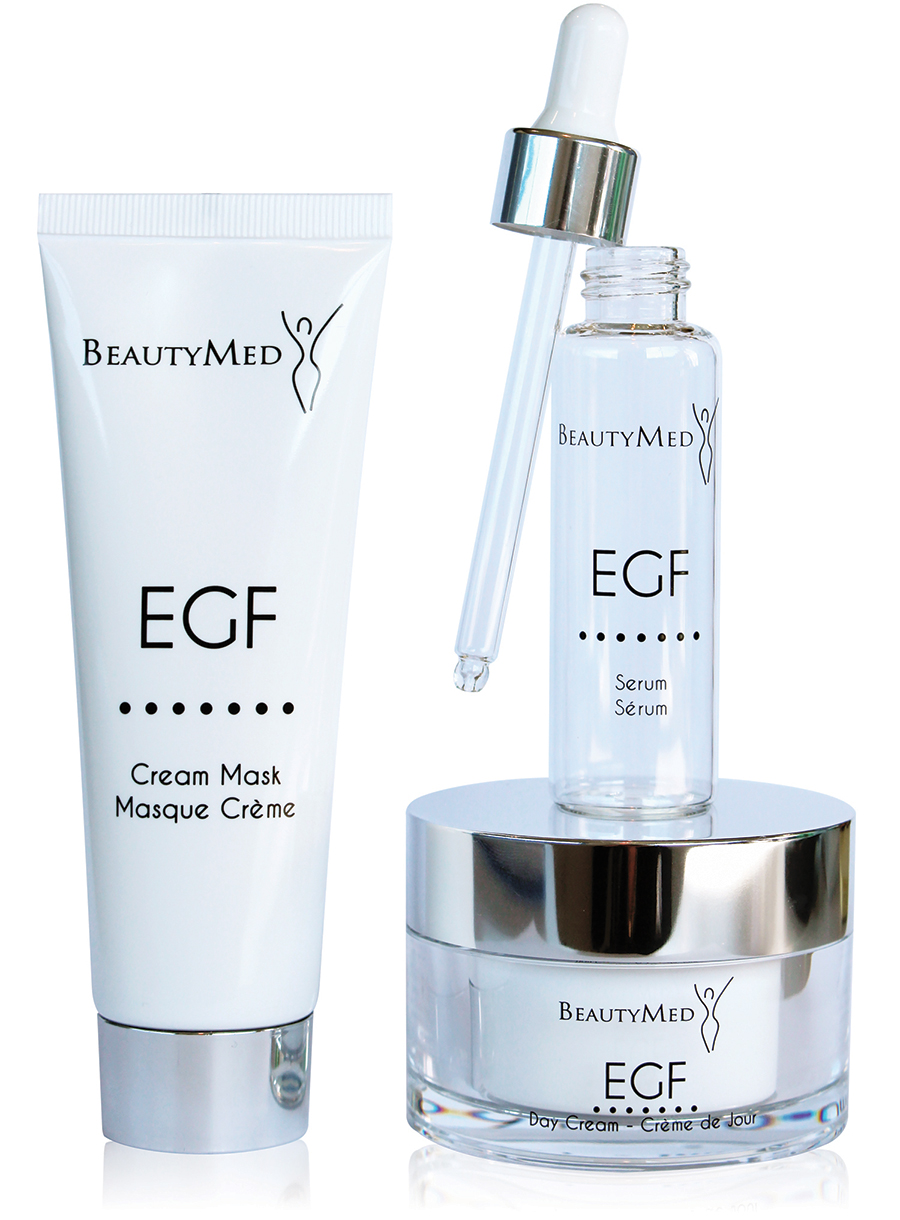 BEAUTYMED
EGF
Cream Mask
Masque Crème
BEAUTYMED
EGF
Serum
Sérum
BEAUTYMED
EGF
Day Cream - Crème de Jour